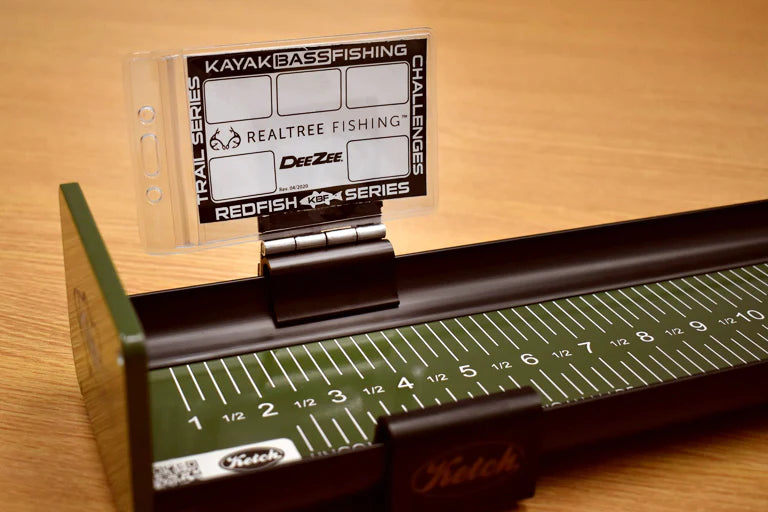 KAYAK BASS FISHING
TRAIL SERIES
CHALLENGES
REALTREE FISHING™
DEEZEE.
Rev. 04/2020
REDFISH KBF SERIES
1 1/2 2 1/2 3 1/2 4 1/2 5 1/2 6 1/2 7 1/2 8 1/2 9 1/2 10
Ketch
Ketch